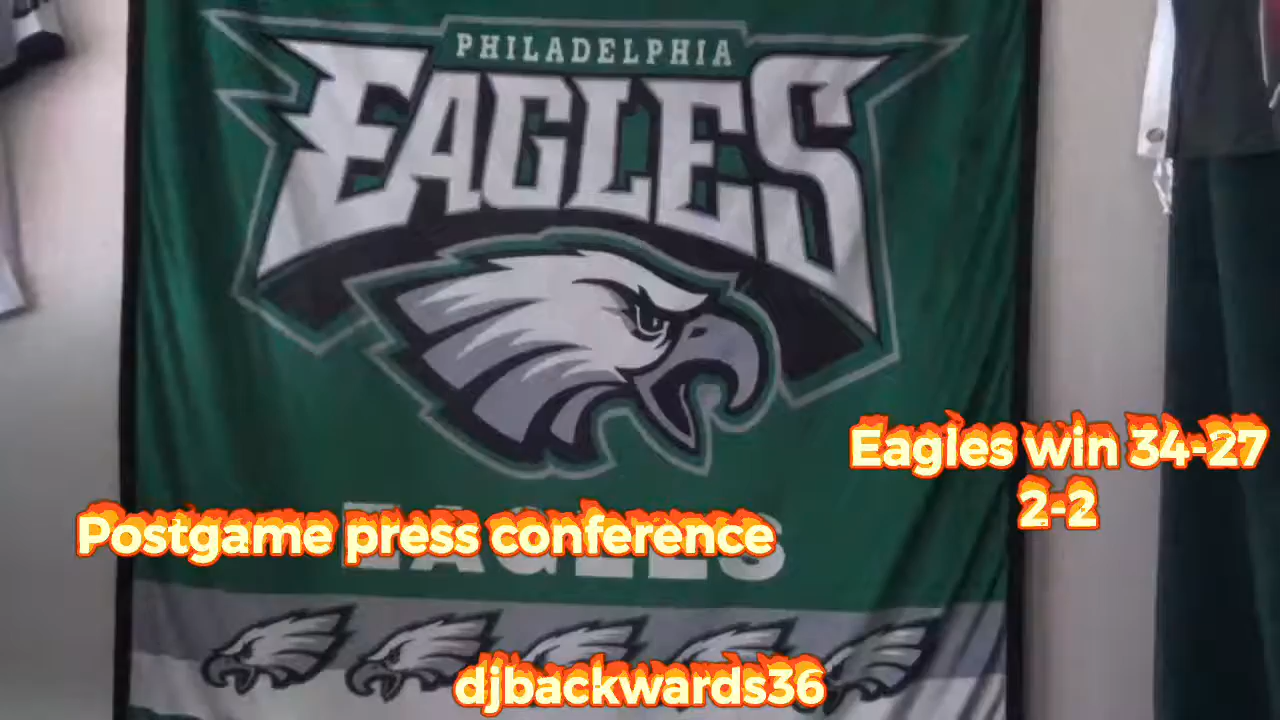 PHILADELPHIA
EAGLES
Eagles win 34-27
2-2
Postgame press conference
EAGLES
djbackwards36